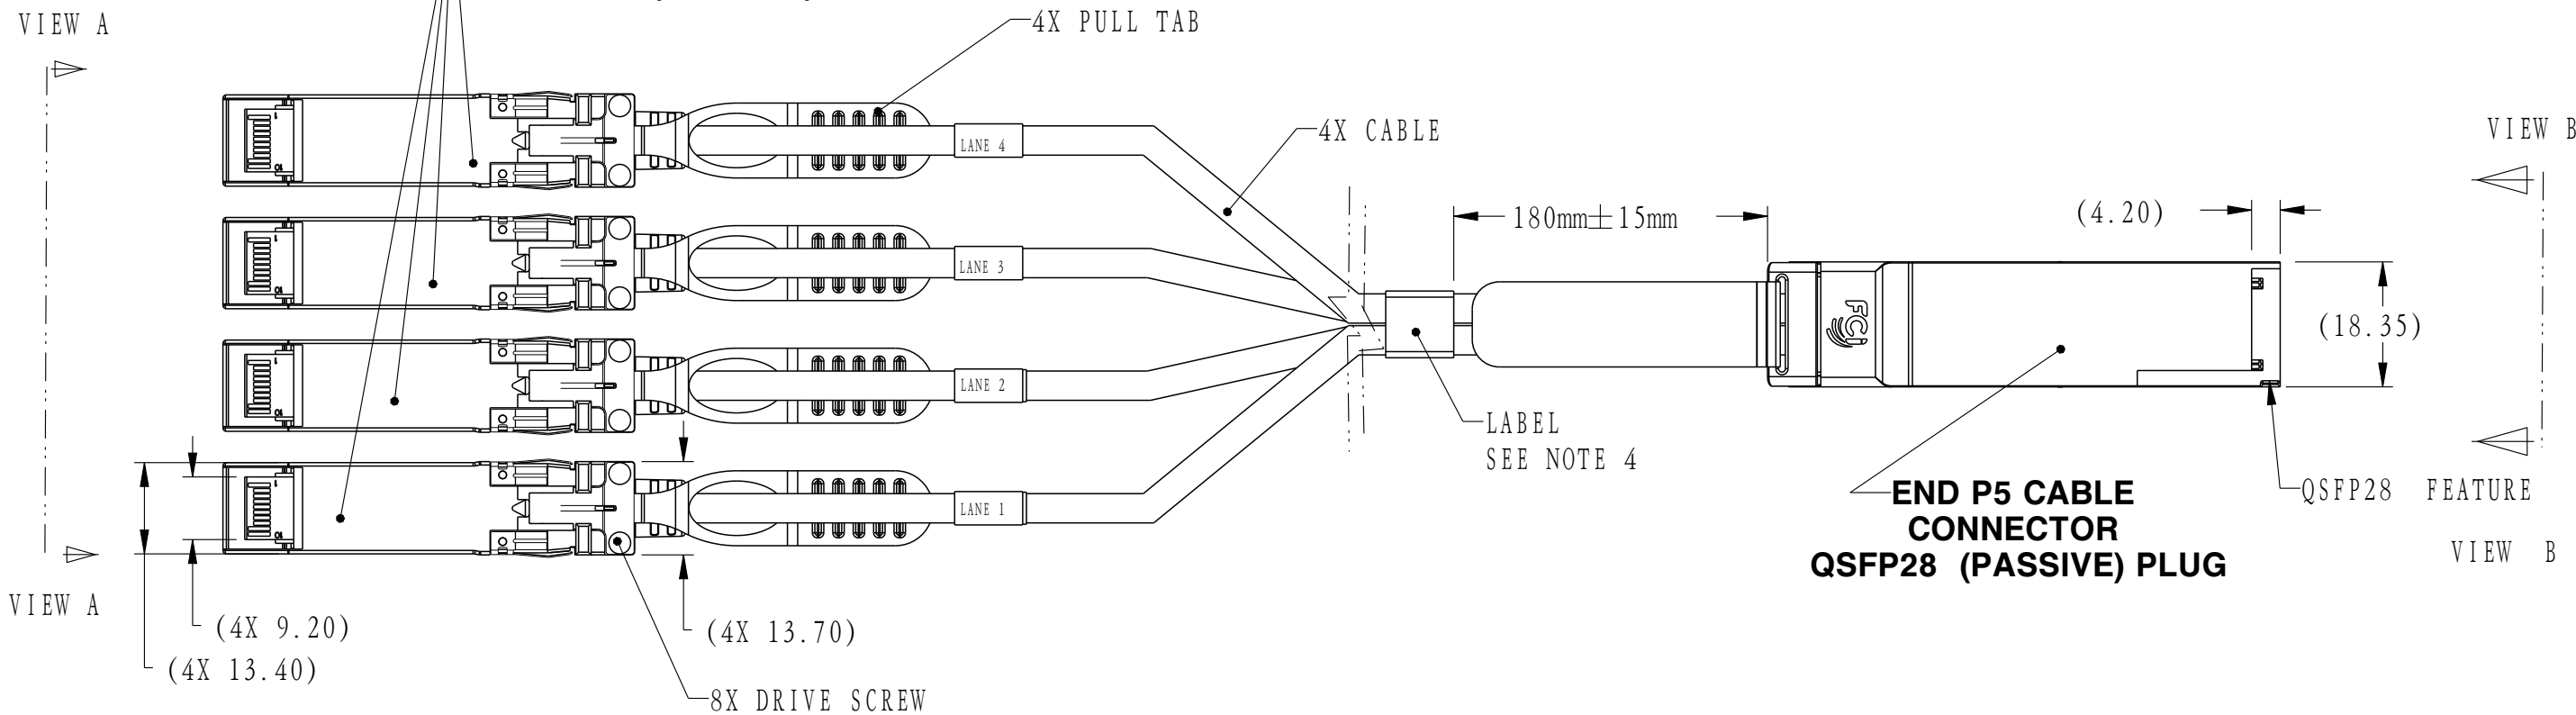 VIEW A
4X PULL TAB
LANE 4
4X CABLE
VIEW B
LANE 3
180mm±15mm
(4.20)
FCI
(18.35)
LANE 2
LABEL
SEE NOTE 4
LANE 1
END P5 CABLE
CONNECTOR
QSFP28 (PASSIVE) PLUG
QSFP28 FEATURE
VIEW B
VIEW A
(4X 9.20)
(4X 13.70)
(4X 13.40)
8X DRIVE SCREW